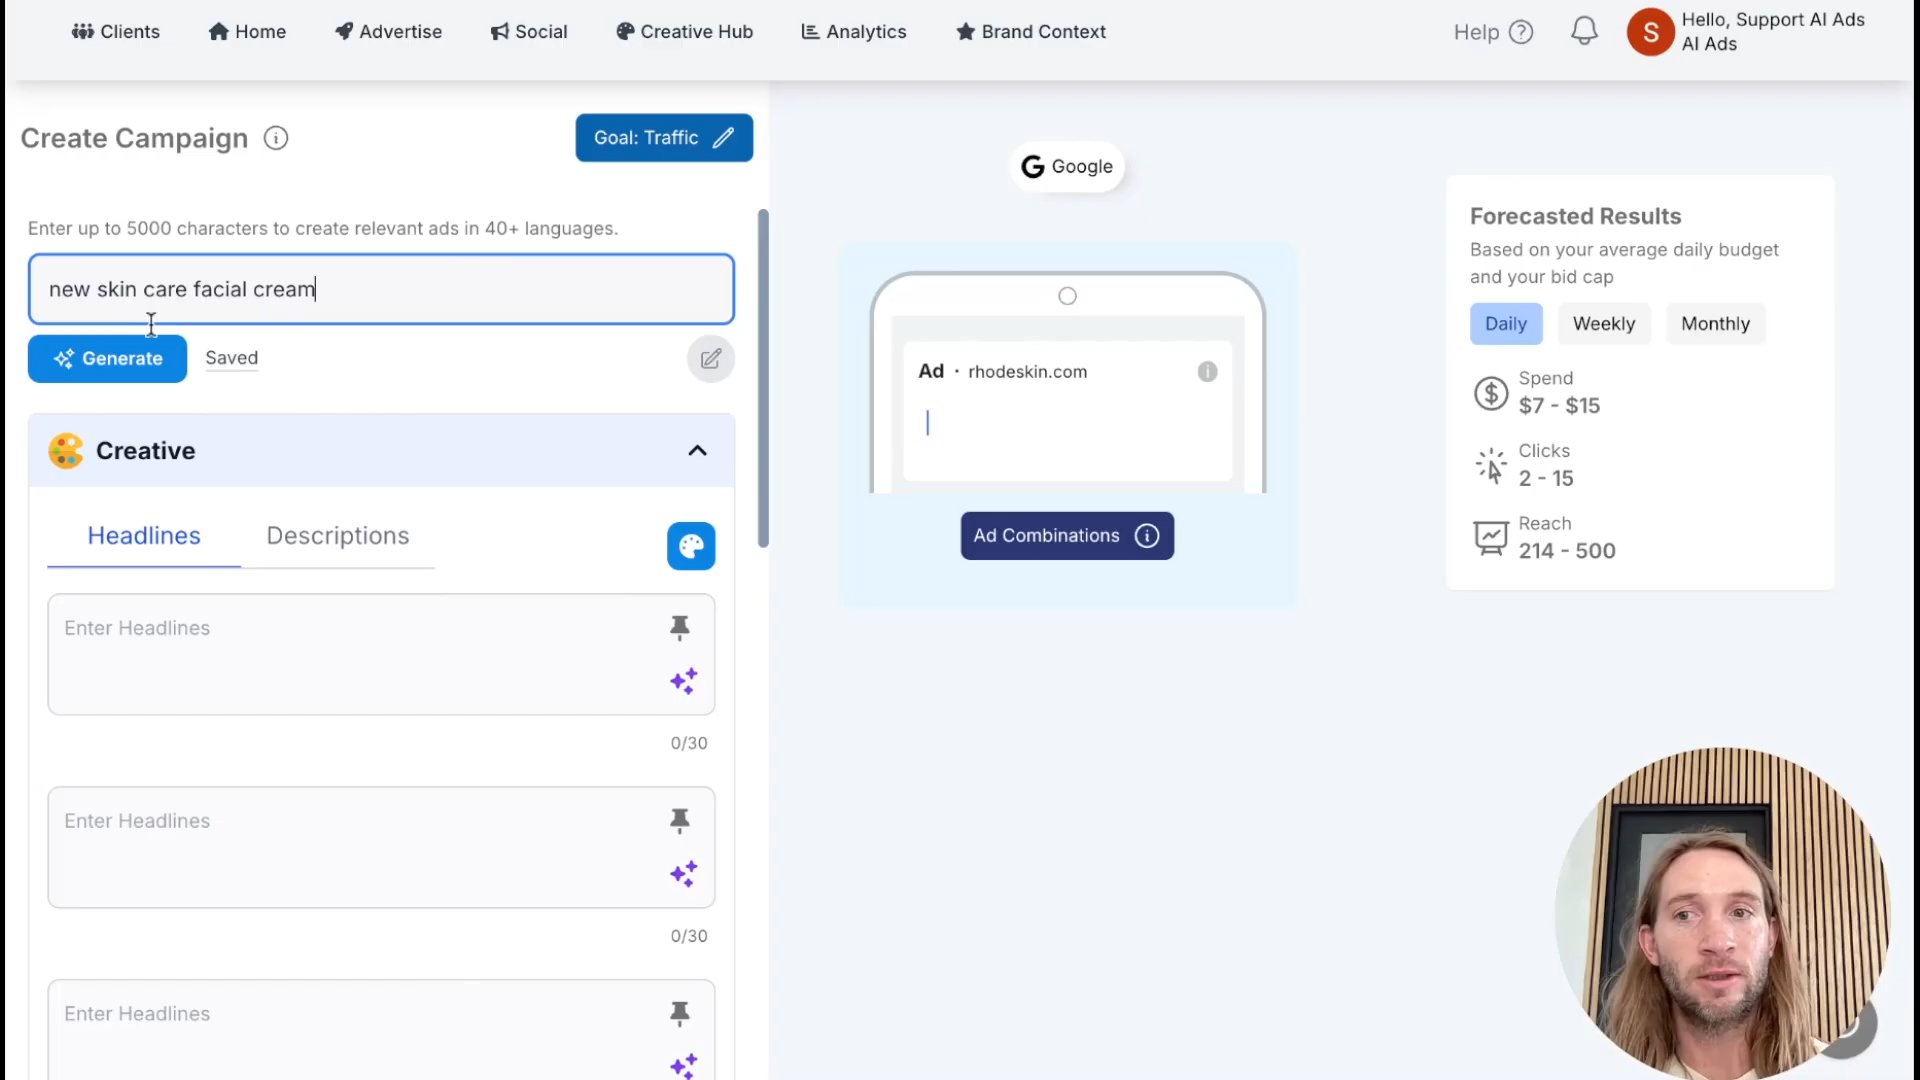 Clients
Home
Advertise
Social
Creative Hub
Analytics
Brand Context
Help
S
Hello, Support AI Ads
AI Ads
Create Campaign
Goal: Traffic
Enter up to 5000 characters to create relevant ads in 40+ languages.
new skin care facial cream
Generate
Saved
Creative
Headlines
Descriptions
Enter Headlines
0/30
Enter Headlines
0/30
Enter Headlines
G Google
Ad · rhodeskin.com
Ad Combinations
Forecasted Results
Based on your average daily budget
and your bid cap
Daily
Weekly
Monthly
Spend
$7 - $15
Clicks
2 - 15
Reach
214 - 500